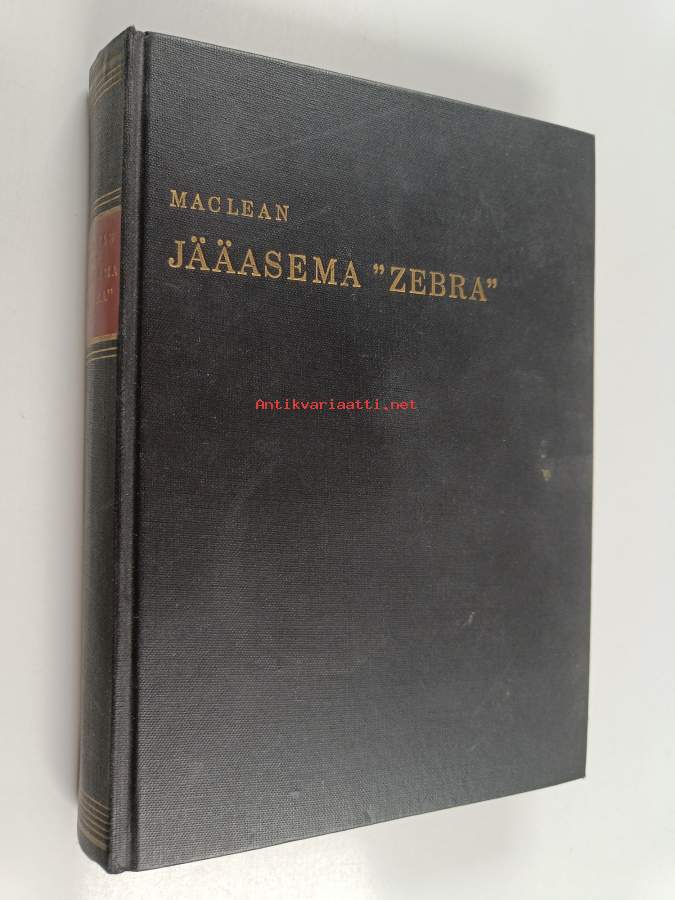 MACLEAN
JÄÄASEMA ”ZEBRA”
Antikvariaatti.net